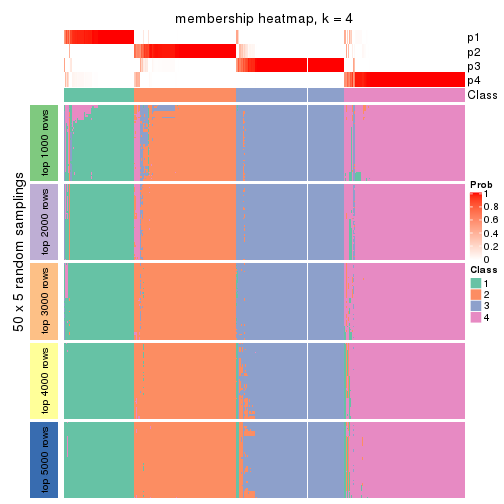 membership heatmap, k = 4
p1
p2
p3
p4
Class
50 x 5 random samplings
top 1000 rows
top 2000 rows
top 3000 rows
top 4000 rows
top 5000 rows
Prob
1
0.8
0.6
0.4
0.2
0
Class
1
2
3
4